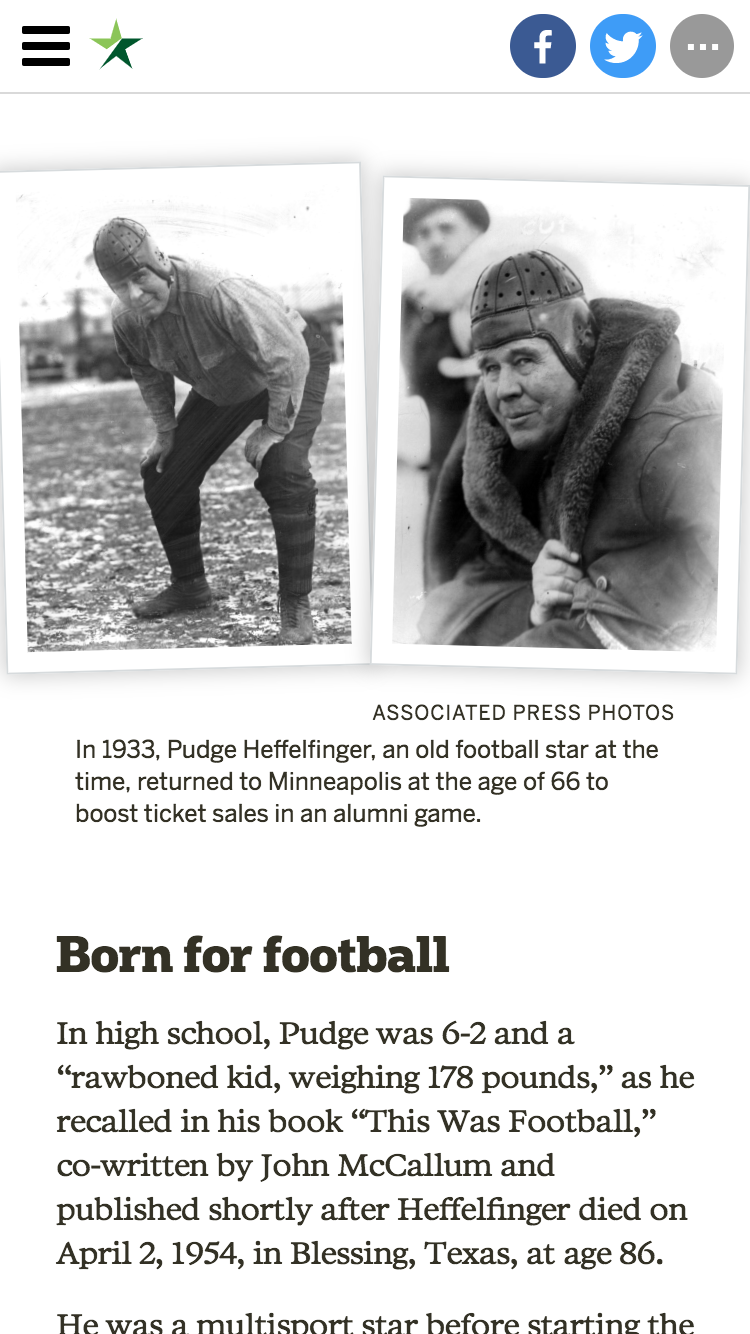 ASSOCIATED PRESS PHOTOS
In 1933, Pudge Heffelfinger, an old football star at the
time, returned to Minneapolis at the age of 66 to
boost ticket sales in an alumni game.
Born for football
In high school, Pudge was 6-2 and a
“rawboned kid, weighing 178 pounds,” as he
recalled in his book “This Was Football,”
co-written by John McCallum and
published shortly after Heffelfinger died on
April 2, 1954, in Blessing, Texas, at age 86.
He was a multisport star before starting the